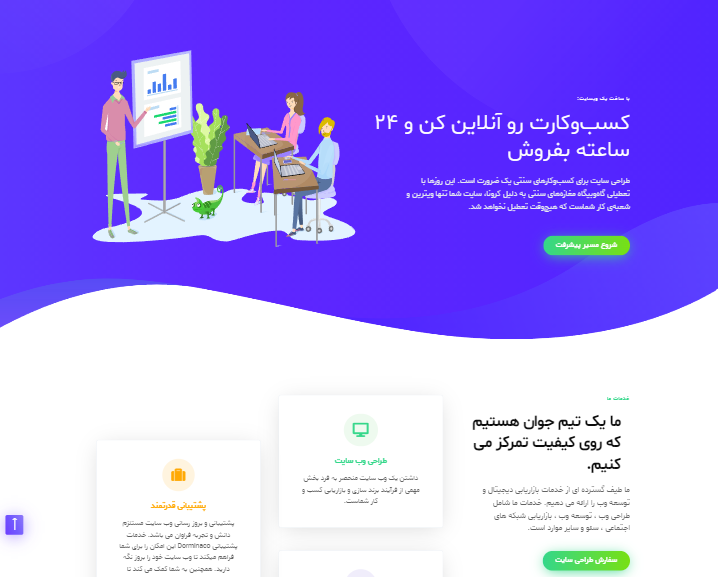 با ساخت یک وبسایت:
کسب‌وکارت رو آنلاین کن و ۲۴
ساعته بفروش
طراحی سایت برای کسب‌وکارهای سنتی یک ضرورت است. این روزها با
تعطیلی گاه‌وبیگاه مغازه‌های سنتی به دلیل کرونا، سایت شما تنها ویترین و
شعبه‌ی کار شماست که هیچ‌وقت تعطیل نخواهد شد.
شروع مسیر پیشرفت
خدمات ما
ما یک تیم جوان هستیم
که روی کیفیت تمرکز می
کنیم.
ما طیف گسترده ای از خدمات بازاریابی دیجیتال و
توسعه وب را ارائه می دهیم. خدمات ما شامل
طراحی وب ، توسعه وب ، بازاریابی شبکه های
اجتماعی ، سئو و سایر موارد است.
سفارش طراحی سایت
طراحی وب سایت
داشتن یک وب سایت منحصر به فرد بخش
مهمی از فرآیند برند سازی و بازاریابی کسب و
کار شماست.
پشتیبانی قدرتمند
پشتیبانی و بروز رسانی وب سایت مستلزم
دانش و تجربه فراوان می باشد. خدمات
پشتیبانی Dorminaco این امکان را برای شما
فراهم میکند تا وب سایت خود را بروز نگه
دارید. همچنین به شما کمک می کند تا